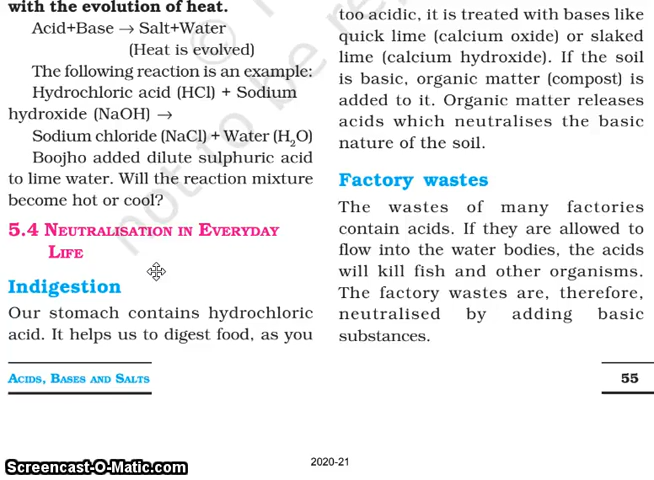 with the evolution of heat.
Acid+Base → Salt+Water
(Heat is evolved)
The following reaction is an example:
Hydrochloric acid (HCl) + Sodium
hydroxide (NaOH) →
Sodium chloride (NaCl) + Water (H₂O)
Boojho added dilute sulphuric acid
to lime water. Will the reaction mixture
become hot or cool?
5.4 NEUTRALISATION IN EVERYDAY
LIFE
Indigestion
Our stomach contains hydrochloric
acid. It helps us to digest food, as you
too acidic, it is treated with bases like
quick lime (calcium oxide) or slaked
lime (calcium hydroxide). If the soil
is basic, organic matter (compost) is
added to it. Organic matter releases
acids which neutralises the basic
nature of the soil.
Factory wastes
The wastes of many factories
contain acids. If they are allowed to
flow into the water bodies, the acids
will kill fish and other organisms.
The factory wastes are, therefore,
neutralised by adding basic
substances.
ACIDS, BASES AND SALTS
55
2020-21
Screencast-O-Matic.com
not to be re
©